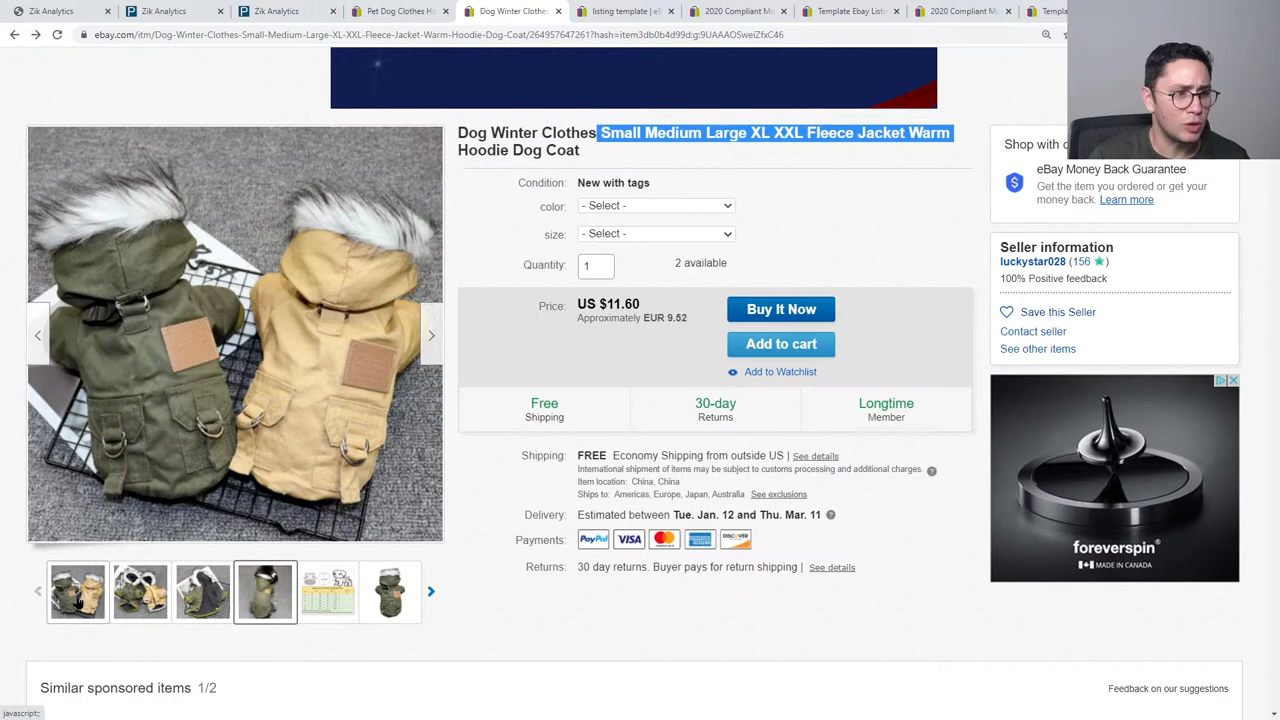 Zik Analytics
Zik Analytics
Zik Analytics
Pet Dog Clothes Ho
Dog Winter Clothes
listing template | eB
2020 Compliant Mo
Template Ebay Listi
2020 Compliant Mo
Templa
ebay.com/itm/Dog-Winter-Clothes-Small-Medium-Large-XL-XXL-Fleece-Jacket-Warm-Hoodie-Dog-Coat/264957647261?hash=item3db0b4d99d:g:9UAAAOSweiZfxC46
Dog Winter Clothes Small Medium Large XL XXL Fleece Jacket Warm
Hoodie Dog Coat
Condition: New with tags
color: - Select -
size: - Select -
Quantity: 1 2 available
Price: US $11.60
Approximately EUR 9.52
Buy It Now
Add to cart
Add to Watchlist
Free
Shipping
30-day
Returns
Longtime
Member
Shipping: FREE Economy Shipping from outside US | See details
International shipment of items may be subject to customs processing and additional charges.
Item location: China, China
Ships to: Americas, Europe, Japan, Australia See exclusions
Delivery: Estimated between Tue. Jan. 12 and Thu. Mar. 11
Payments: PayPal VISA MasterCard AMERICAN EXPRESS DISCOVER
Returns: 30 day returns. Buyer pays for return shipping | See details
Shop with c
eBay Money Back Guarantee
Get the item you ordered or get your
money back. Learn more
Seller information
luckystar028 (156)
100% Positive feedback
Save this Seller
Contact seller
See other items
foreverspin
MADE IN CANADA
Similar sponsored items 1/2
Feedback on our suggestions
javascript:;